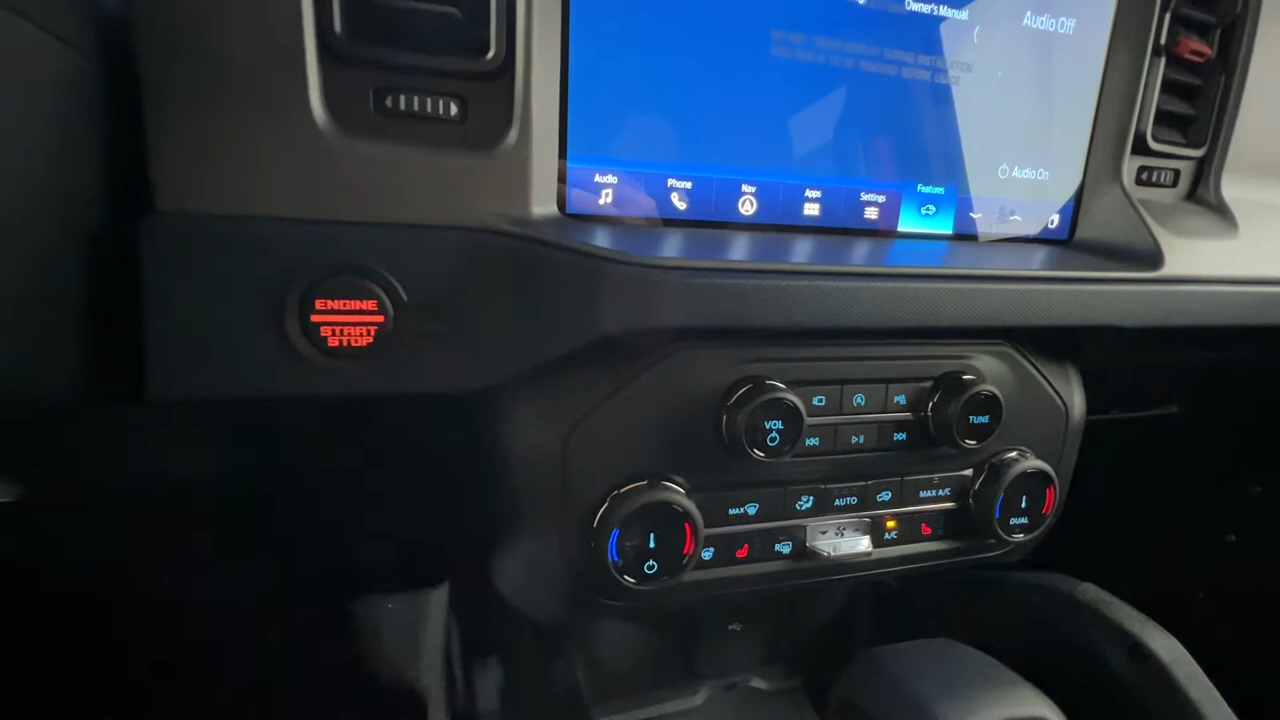 Owner's Manual
Audio Off
Audio On
Audio
Phone
Nav
Apps
Settings
Features
ENGINE
START
STOP
VOL
TUNE
MAX
AUTO
MAX A/C
R
A/C
DUAL